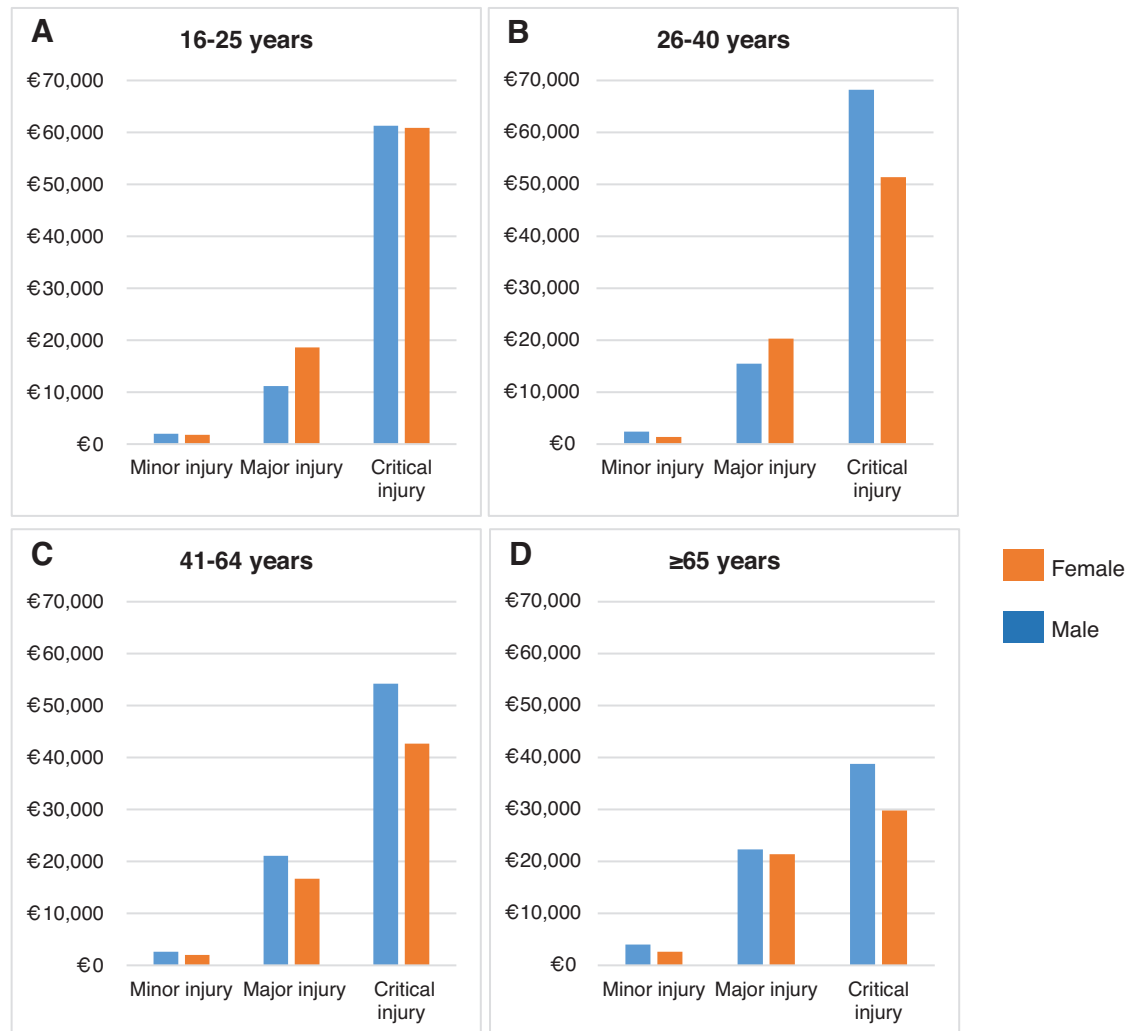 A
16-25 years
€70,000
€60,000
€50,000
€40,000
€30,000
€20,000
€10,000
€0
Minor injury
Major injury
Critical
injury
B
26-40 years
€70,000
€60,000
€50,000
€40,000
€30,000
€20,000
€10,000
€0
Minor injury
Major injury
Critical
injury
C
41-64 years
€70,000
€60,000
€50,000
€40,000
€30,000
€20,000
€10,000
€0
Minor injury
Major injury
Critical
injury
D
≥65 years
€70,000
€60,000
€50,000
€40,000
€30,000
€20,000
€10,000
€0
Minor injury
Major injury
Critical
injury
Female
Male